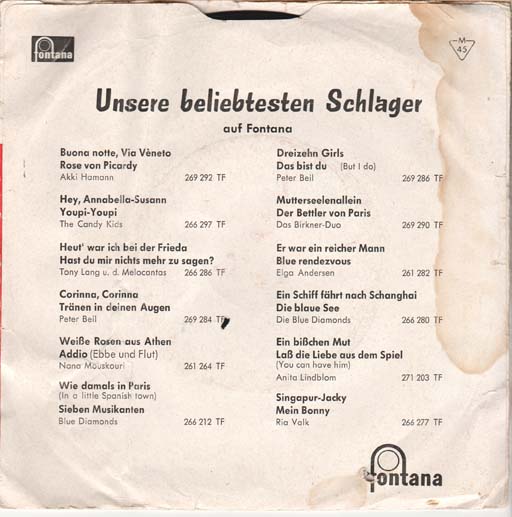 fontana
M
45
Unsere beliebtesten Schlager
auf Fontana
Buona notte, Via Vèneto
Rose von Picardy
Akki Hamann 269 292 TF
Hey, Annabella-Susann
Youpi-Youpi
The Candy Kids 266 297 TF
Heut' war ich bei der Frieda
Hast du mir nichts mehr zu sagen?
Tony Lang u. d. Melocantas 266 286 TF
Corinna, Corinna
Tränen in deinen Augen
Peter Beil 269 284 TF
Weiße Rosen aus Athen
Addio (Ebbe und Flut)
Nana Mouskouri 261 264 TF
Wie damals in Paris
(In a little Spanish town)
Sieben Musikanten
Blue Diamonds 266 212 TF
Dreizehn Girls
Das bist du (But I do)
Peter Beil 269 286 TF
Mutterseelenallein
Der Bettler von Paris
Das Birkner-Duo 269 290 TF
Er war ein reicher Mann
Blue rendezvous
Elga Andersen 261 282 TF
Ein Schiff fährt nach Schanghai
Die blaue See
Die Blue Diamonds 266 280 TF
Ein bißchen Mut
Laß die Liebe aus dem Spiel
(You can have him)
Anita Lindblom 271 203 TF
Singapur-Jacky
Mein Bonny
Ria Valk 266 277 TF
fontana